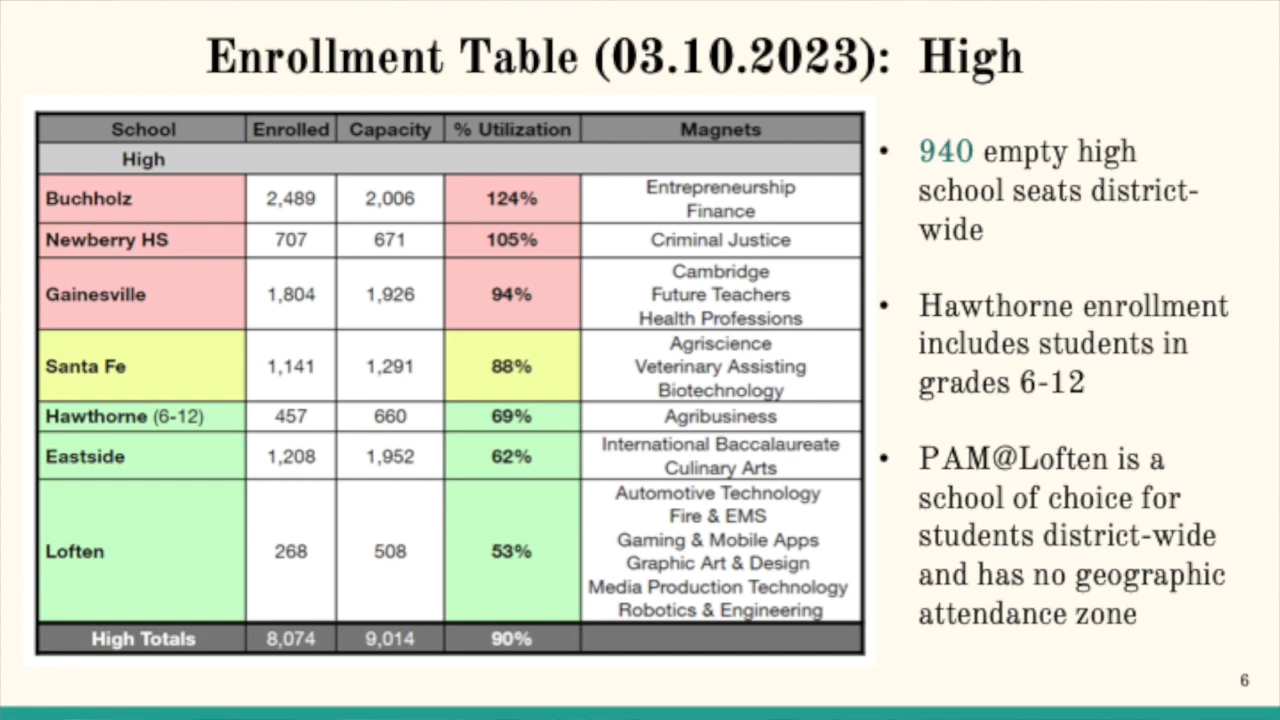 Enrollment Table (03.10.2023): High
School Enrolled Capacity % Utilization Magnets
High
Buchholz 2,489 2,006 124% Entrepreneurship
Finance
Newberry HS 707 671 105% Criminal Justice
Gainesville 1,804 1,926 94% Cambridge
Future Teachers
Health Professions
Santa Fe 1,141 1,291 88% Agriscience
Veterinary Assisting
Biotechnology
Hawthorne (6-12) 457 660 69% Agribusiness
Eastside 1,208 1,952 62% International Baccalaureate
Culinary Arts
Loften 268 508 53% Automotive Technology
Fire & EMS
Gaming & Mobile Apps
Graphic Art & Design
Media Production Technology
Robotics & Engineering
High Totals 8,074 9,014 90%
• 940 empty high
school seats district-
wide
• Hawthorne enrollment
includes students in
grades 6-12
• PAM@Loften is a
school of choice for
students district-wide
and has no geographic
attendance zone
6